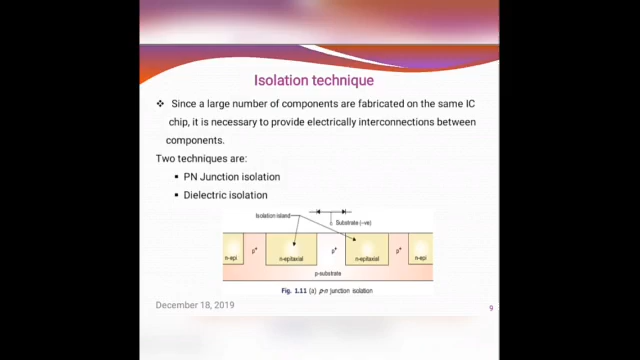 Isolation technique
❖ Since a large number of components are fabricated on the same IC
chip, it is necessary to provide electrically interconnections between
components.
Two techniques are:
▪ PN Junction isolation
▪ Dielectric isolation
Isolation island
Substrate (–ve)
n-epi
p+
n-epitaxial
p+
n-epitaxial
p+
n-epi
p-substrate
Fig. 1.11 (a) p-n junction isolation
December 18, 2019
9